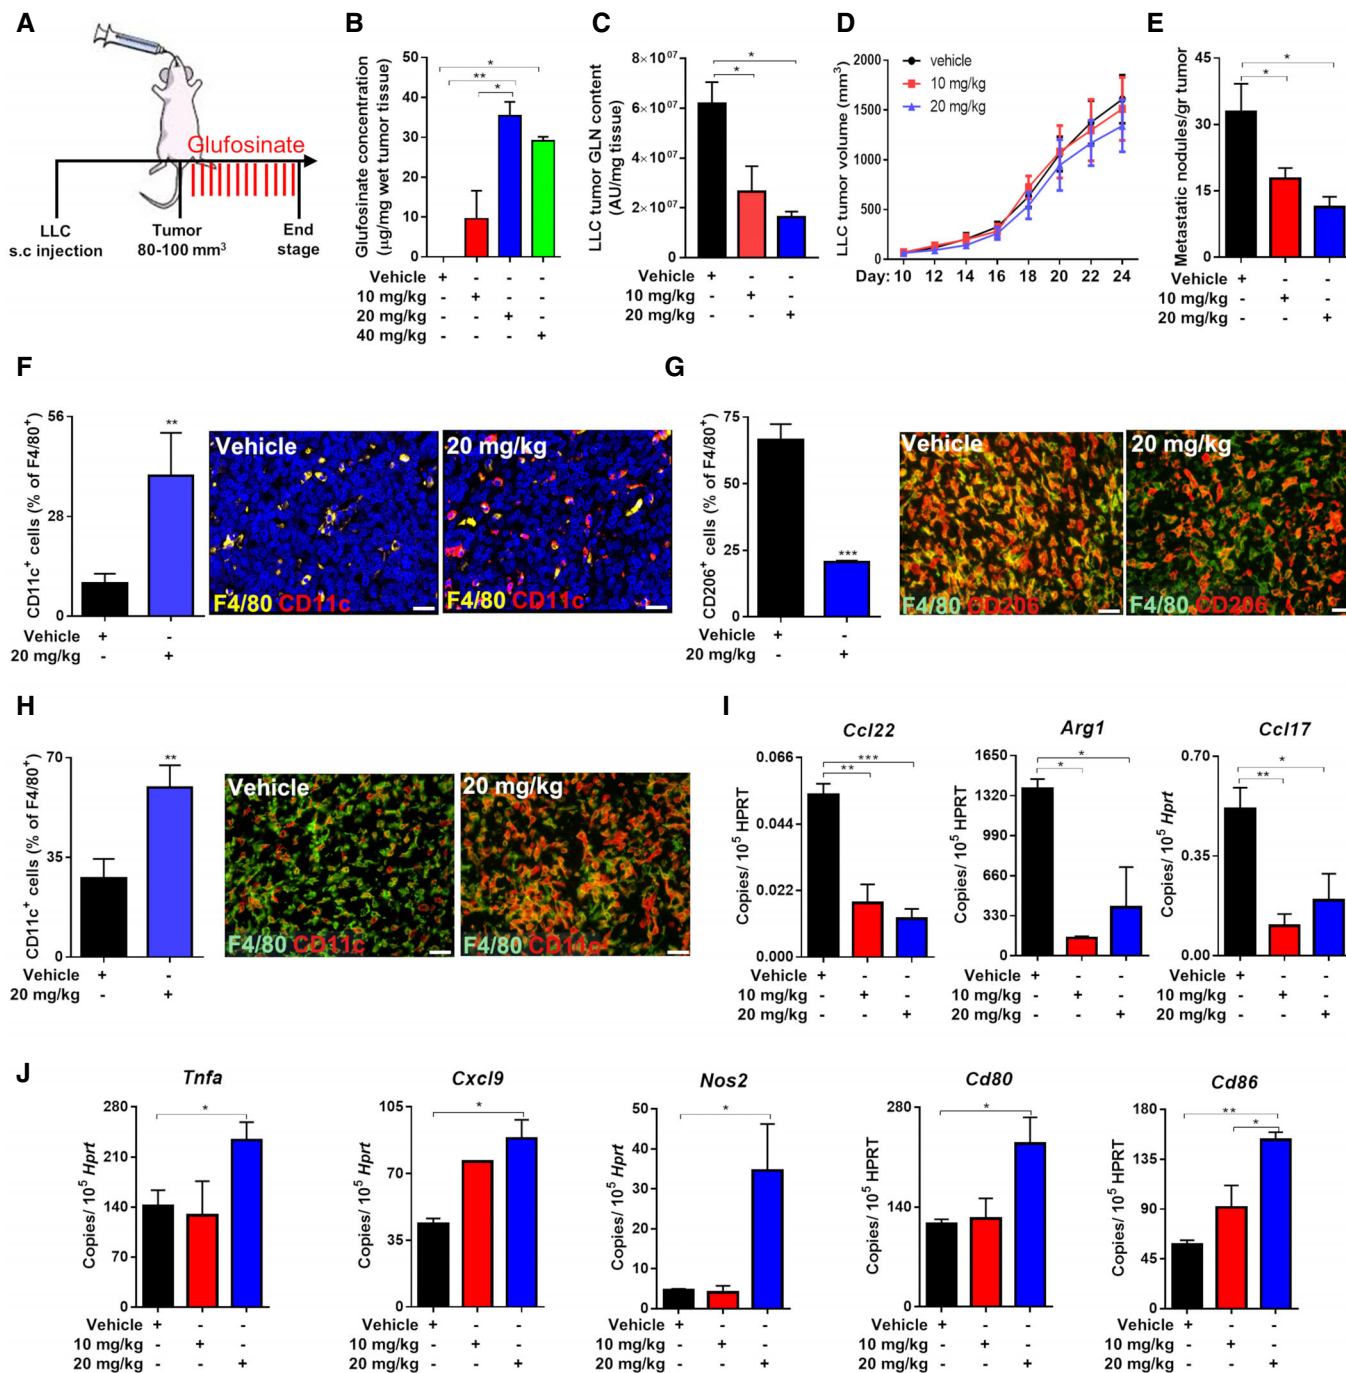 A
Glufosinate
LLC
s.c injection
Tumor
80-100 mm³
End
stage
B
Glufosinate concentration
(µg/mg wet tumor tissue)
50
40
30
20
10
0
*
**
*
Vehicle + - - -
10 mg/kg - + - -
20 mg/kg - - + -
40 mg/kg - - - +
C
LLC tumor GLN content
(AU/mg tissue)
8×10⁰⁷
6×10⁰⁷
4×10⁰⁷
2×10⁰⁷
0
*
*
Vehicle + - -
10 mg/kg - + -
20 mg/kg - - +
D
LLC tumor volume (mm³)
2000
1500
1000
500
0
vehicle
10 mg/kg
20 mg/kg
Day: 10 12 14 16 18 20 22 24
E
Metastatic nodules/gr tumor
45
30
15
0
*
*
Vehicle + - -
10 mg/kg - + -
20 mg/kg - - +
F
CD11c⁺ cells (% of F4/80⁺)
56
28
0
**
Vehicle + -
20 mg/kg - +
Vehicle
F4/80 CD11c
20 mg/kg
F4/80 CD11c
G
CD206⁺ cells (% of F4/80⁺)
75
50
25
0
***
Vehicle + -
20 mg/kg - +
Vehicle
F4/80 CD206
20 mg/kg
F4/80 CD206
H
CD11c⁺ cells (% of F4/80⁺)
70
35
0
**
Vehicle + -
20 mg/kg - +
Vehicle
F4/80 CD11c
20 mg/kg
F4/80 CD11c
I
Ccl22
Copies/ 10⁵ HPRT
0.066
0.044
0.022
0.000
***
**
Vehicle + - -
10 mg/kg - + -
20 mg/kg - - +
Arg1
Copies/ 10⁵ HPRT
1650
1320
990
660
330
0
*
*
Vehicle + - -
10 mg/kg - + -
20 mg/kg - - +
Ccl17
Copies/ 10⁵ Hprt
0.70
0.35
0.00
*
**
Vehicle + - -
10 mg/kg - + -
20 mg/kg - - +
J
Tnfa
Copies/ 10⁵ Hprt
280
210
140
70
0
*
Vehicle + - -
10 mg/kg - + -
20 mg/kg - - +
Cxcl9
Copies/ 10⁵ Hprt
105
70
35
0
*
Vehicle + - -
10 mg/kg - + -
20 mg/kg - - +
Nos2
Copies/ 10⁵ Hprt
50
40
30
20
10
0
*
Vehicle + - -
10 mg/kg - + -
20 mg/kg - - +
Cd80
Copies/ 10⁵ HPRT
280
140
0
*
Vehicle + - -
10 mg/kg - + -
20 mg/kg - - +
Cd86
Copies/ 10⁵ HPRT
180
135
90
45
0
**
*
Vehicle + - -
10 mg/kg - + -
20 mg/kg - - +